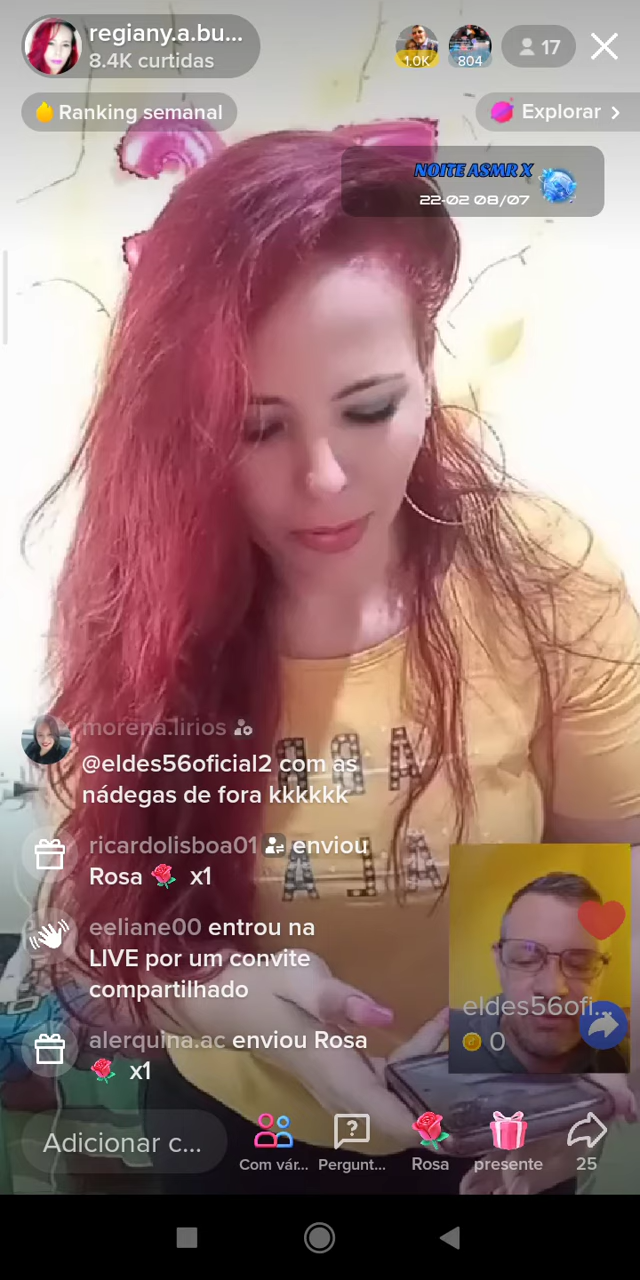 regiany.a.bu...
8.4K curtidas
1.0K
804
17
Ranking semanal
Explorar
NOITE ASMR X
22-02 08/07
morena.lirios
@eldes56oficial2 com as
nádegas de fora kkkkkk
ricardolisboa01 enviou
Rosa x1
eeliane00 entrou na
LIVE por um convite
compartilhado
alerquina.ac enviou Rosa
x1
eldes56ofi...
0
Adicionar c...
Com vár...
Pergunt...
Rosa
presente
25